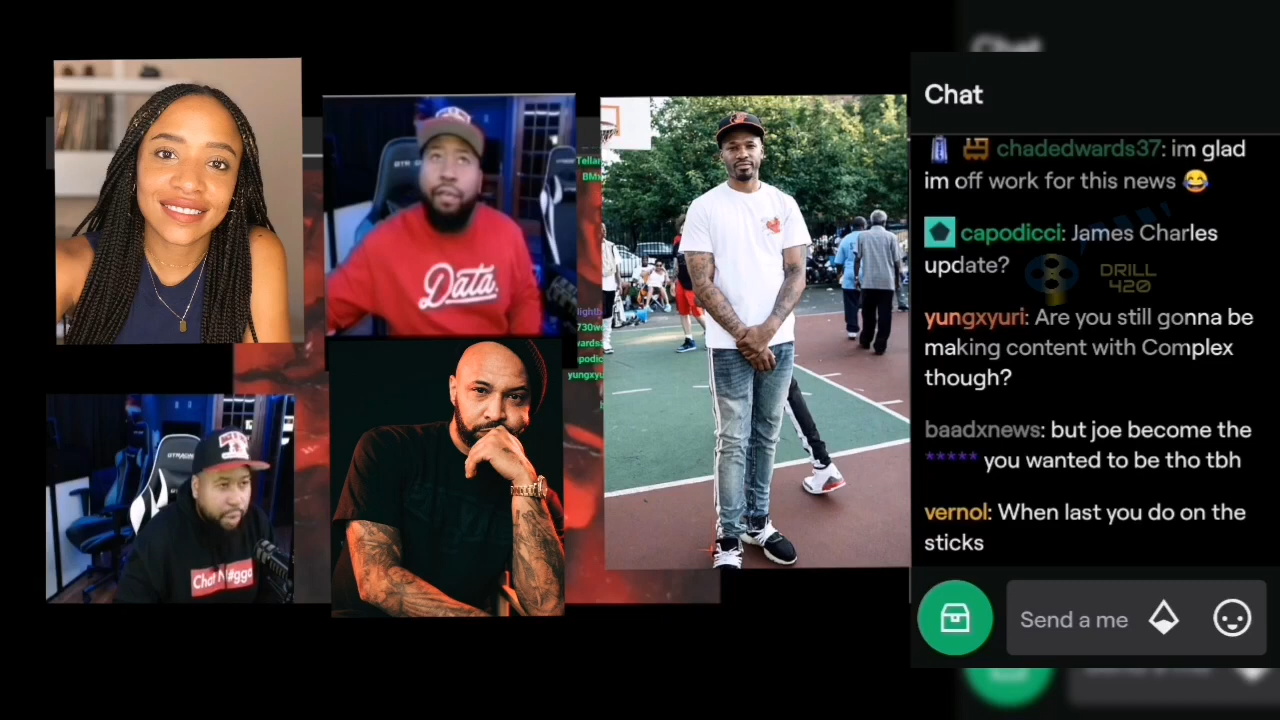 Chat
chadedwards37: im glad
im off work for this news 😂
capodicci: James Charles
update?
yungxyuri: Are you still gonna be
making content with Complex
though?
baadxnews: but joe become the
***** you wanted to be tho tbh
vernol: When last you do on the
sticks
Send a me
DRILL
420
Data.
GTRACING
yungxyu